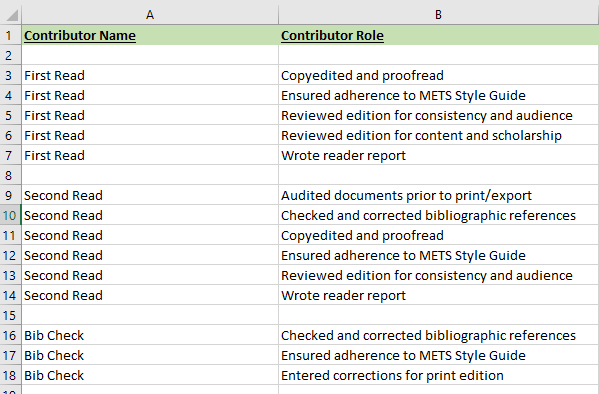 A B
1 Contributor Name Contributor Role
2
3 First Read Copyedited and proofread
4 First Read Ensured adherence to METS Style Guide
5 First Read Reviewed edition for consistency and audience
6 First Read Reviewed edition for content and scholarship
7 First Read Wrote reader report
8
9 Second Read Audited documents prior to print/export
10 Second Read Checked and corrected bibliographic references
11 Second Read Copyedited and proofread
12 Second Read Ensured adherence to METS Style Guide
13 Second Read Reviewed edition for consistency and audience
14 Second Read Wrote reader report
15
16 Bib Check Checked and corrected bibliographic references
17 Bib Check Ensured adherence to METS Style Guide
18 Bib Check Entered corrections for print edition